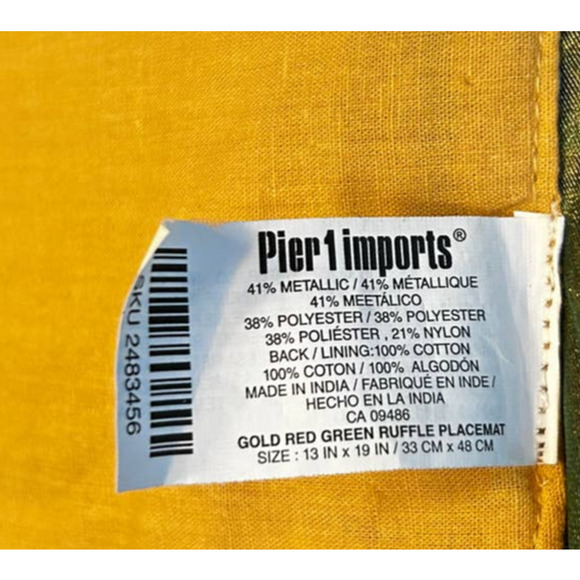 Pier 1 imports®
41% METALLIC / 41% MÉTALLIQUE
41% MEETÁLICO
38% POLYESTER / 38% POLYESTER
38% POLIÉSTER , 21% NYLON
BACK / LINING:100% COTTON
100% COTON / 100% ALGODÓN
MADE IN INDIA / FABRIQUÉ EN INDE /
HECHO EN LA INDIA
CA 09486
GOLD RED GREEN RUFFLE PLACEMAT
SIZE : 13 IN x 19 IN / 33 CM x 48 CM
SKU 2483456